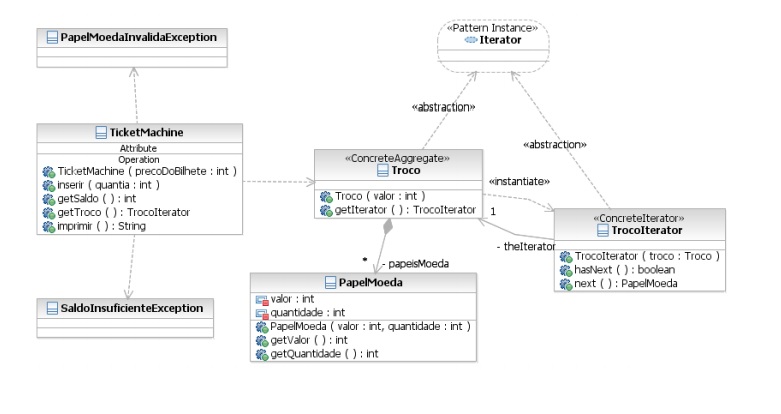 «Pattern Instance»
Iterator
PapelMoedaInvalidaException
«abstraction»
«abstraction»
TicketMachine
Attribute
Operation
TicketMachine ( precoDoBilhete : int )
inserir ( quantia : int )
getSaldo ( ) : int
getTroco ( ) : TrocoIterator
imprimir ( ) : String
«ConcreteAggregate»
Troco
Troco ( valor : int )
getIterator ( ) : TrocoIterator
«instantiate»
1
- theIterator
«ConcreteIterator»
TrocoIterator
TrocoIterator ( troco : Troco )
hasNext ( ) : boolean
next ( ) : PapelMoeda
*
- papeisMoeda
PapelMoeda
valor : int
quantidade : int
PapelMoeda ( valor : int, quantidade : int )
getValor ( ) : int
getQuantidade ( ) : int
SaldoInsuficienteException